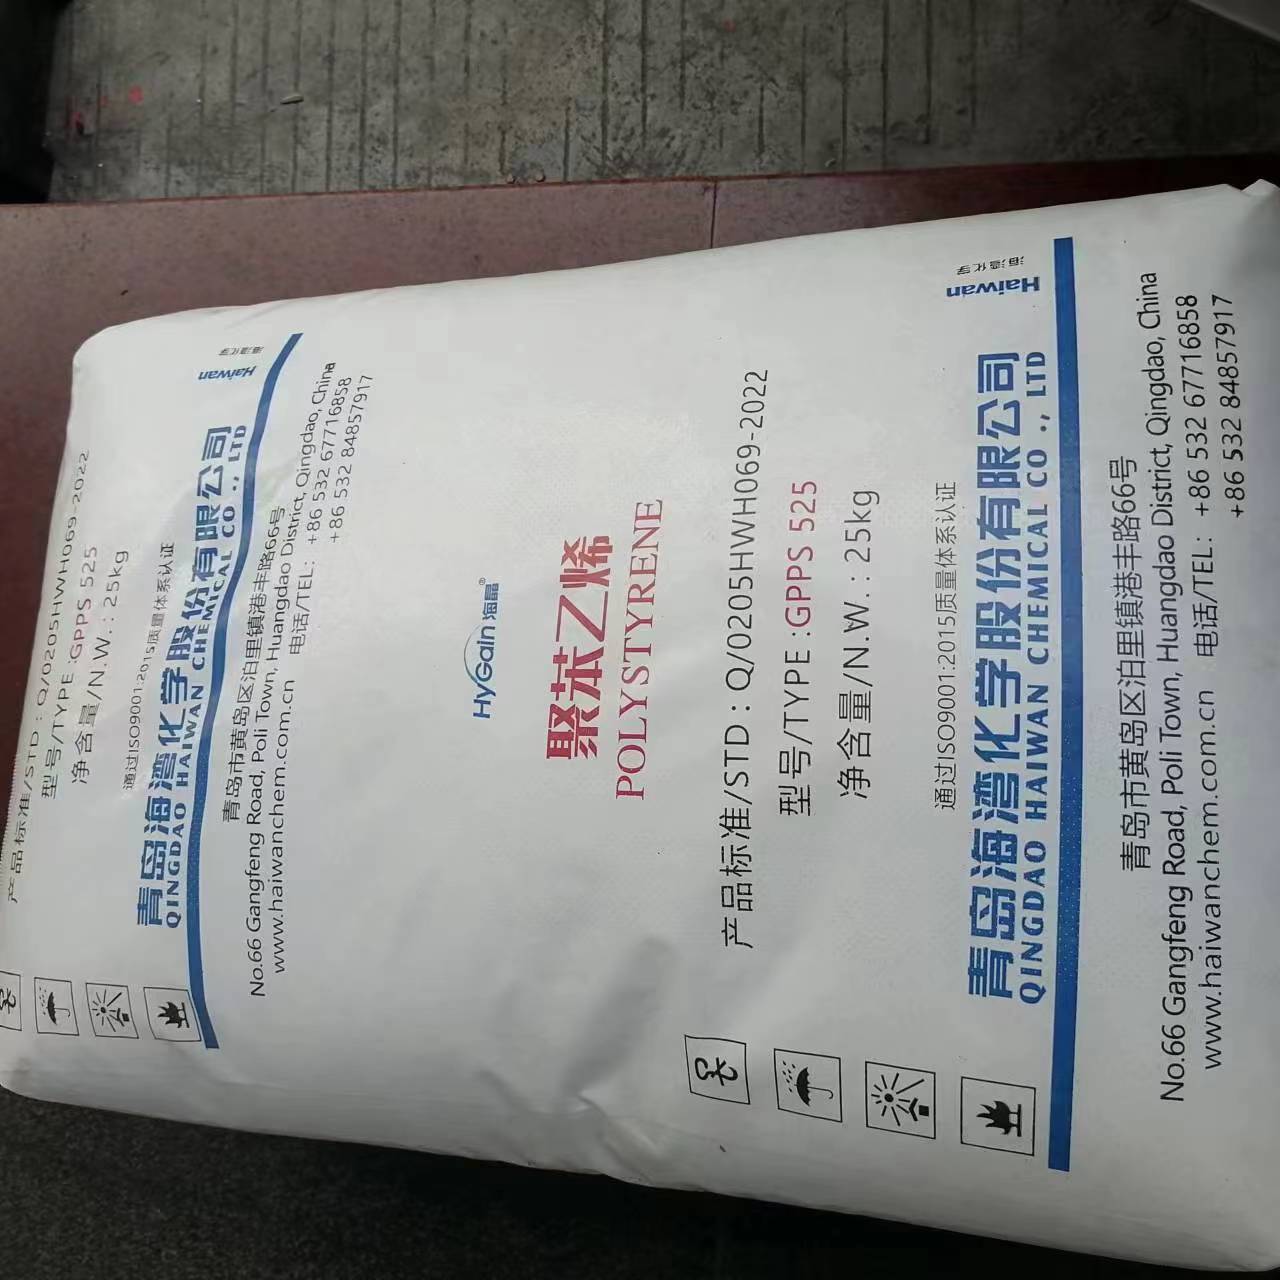 HyGain 海晶®
聚苯乙烯
POLYSTYRENE
产品标准/STD : Q/0205HWH069-2022
型号/TYPE :GPPS 525
净含量/N.W. : 25kg
通过ISO9001:2015质量体系认证
青岛海湾化学股份有限公司
QINGDAO HAIWAN CHEMICAL CO ., LTD
Haiwan
海湾化学
青岛市黄岛区泊里镇港丰路66号
No.66 Gangfeng Road, Poli Town, Huangdao District, Qingdao, China
www.haiwanchem.com.cn 电话/TEL: +86 532 67716858
+86 532 84857917
产品标准/STD : Q/0205HWH069-2022
型号/TYPE :GPPS 525
净含量/N.W. : 25kg
通过ISO9001:2015质量体系认证
青岛海湾化学股份有限公司
QINGDAO HAIWAN CHEMICAL CO ., LTD
Haiwan
海湾化学
青岛市黄岛区泊里镇港丰路66号
No.66 Gangfeng Road, Poli Town, Huangdao District, Qingdao, China
www.haiwanchem.com.cn 电话/TEL: +86 532 67716858
+86 532 84857917